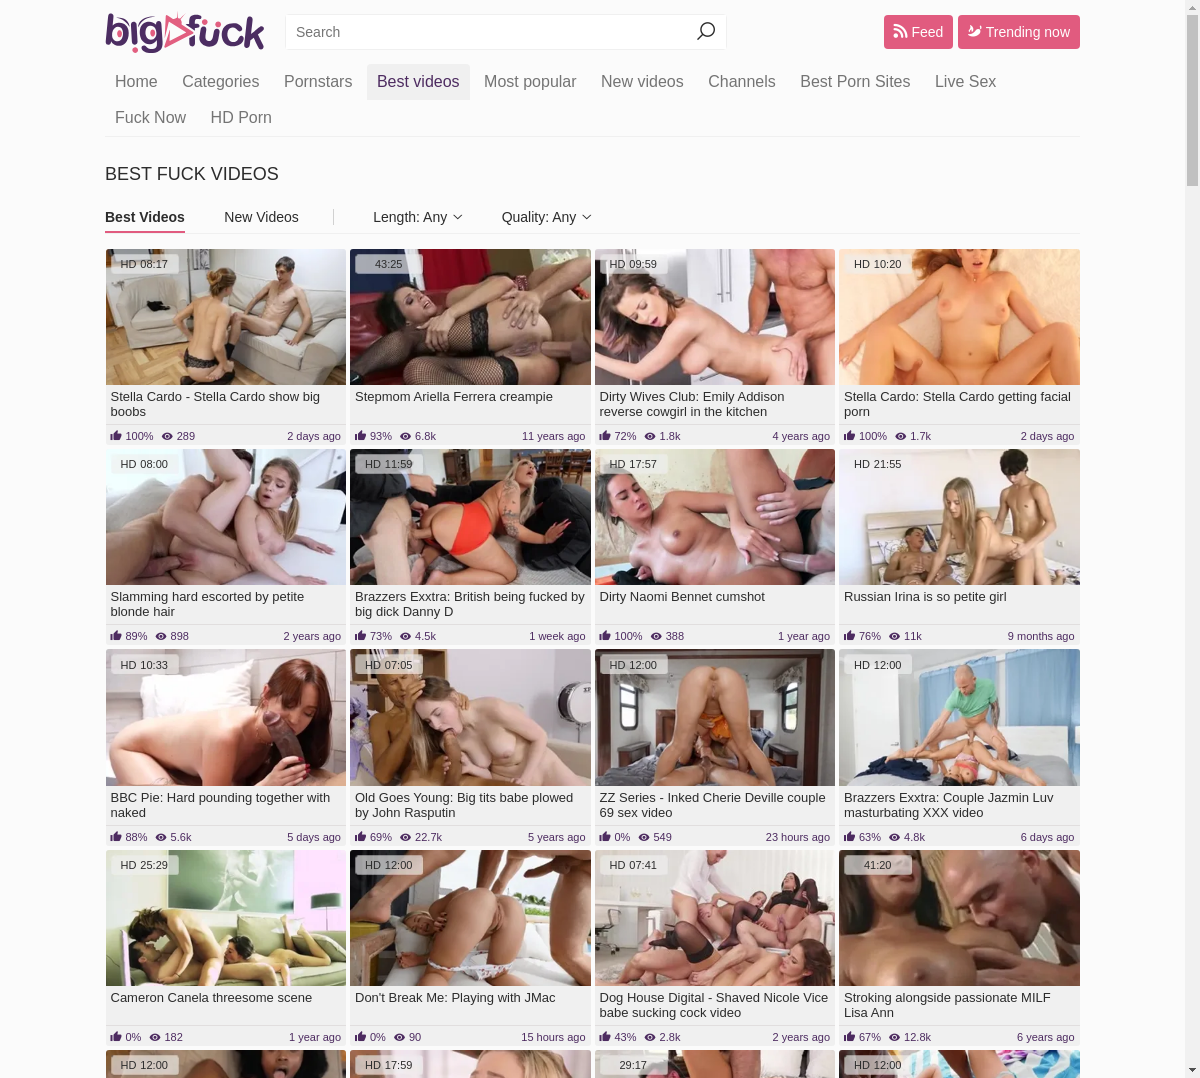 bigfuck
Search
Feed
Trending now
Home Categories Pornstars Best videos Most popular New videos Channels Best Porn Sites Live Sex
Fuck Now HD Porn
BEST FUCK VIDEOS
Best Videos New Videos Length: Any Quality: Any
HD 08:17
43:25
HD 09:59
HD 10:20
Stella Cardo - Stella Cardo show big
boobs
100% 289 2 days ago
Stepmom Ariella Ferrera creampie
93% 6.8k 11 years ago
Dirty Wives Club: Emily Addison
reverse cowgirl in the kitchen
72% 1.8k 4 years ago
Stella Cardo: Stella Cardo getting facial
porn
100% 1.7k 2 days ago
HD 08:00
HD 11:59
HD 17:57
HD 21:55
Slamming hard escorted by petite
blonde hair
89% 898 2 years ago
Brazzers Exxtra: British being fucked by
big dick Danny D
73% 4.5k 1 week ago
Dirty Naomi Bennet cumshot
100% 388 1 year ago
Russian Irina is so petite girl
76% 11k 9 months ago
HD 10:33
HD 07:05
HD 12:00
HD 12:00
BBC Pie: Hard pounding together with
naked
88% 5.6k 5 days ago
Old Goes Young: Big tits babe plowed
by John Rasputin
69% 22.7k 5 years ago
ZZ Series - Inked Cherie Deville couple
69 sex video
0% 549 23 hours ago
Brazzers Exxtra: Couple Jazmin Luv
masturbating XXX video
63% 4.8k 6 days ago
HD 25:29
HD 12:00
HD 07:41
41:20
Cameron Canela threesome scene
0% 182 1 year ago
Don't Break Me: Playing with JMac
0% 90 15 hours ago
Dog House Digital - Shaved Nicole Vice
babe sucking cock video
43% 2.8k 2 years ago
Stroking alongside passionate MILF
Lisa Ann
67% 12.8k 6 years ago
HD 12:00
HD 17:59
29:17
HD 12:00